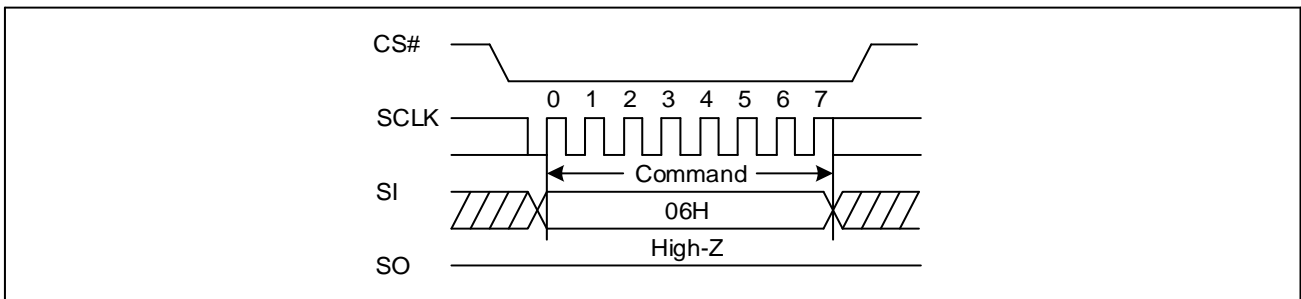 CS#
0 1 2 3 4 5 6 7
SCLK
Command
SI
06H
High-Z
SO